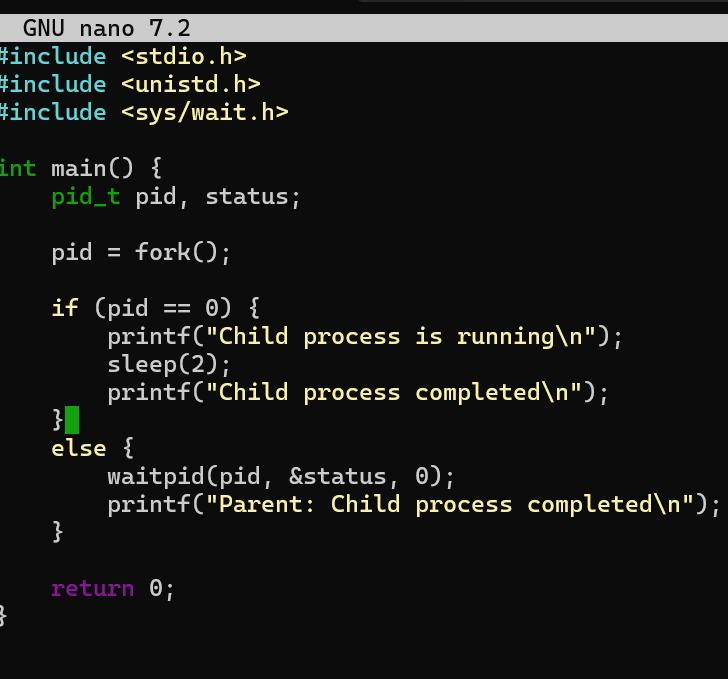 GNU nano 7.2
#include <stdio.h>
#include <unistd.h>
#include <sys/wait.h>

int main() {
    pid_t pid, status;

    pid = fork();

    if (pid == 0) {
        printf("Child process is running\n");
        sleep(2);
        printf("Child process completed\n");
    }
    else {
        waitpid(pid, &status, 0);
        printf("Parent: Child process completed\n");
    }

    return 0;
}